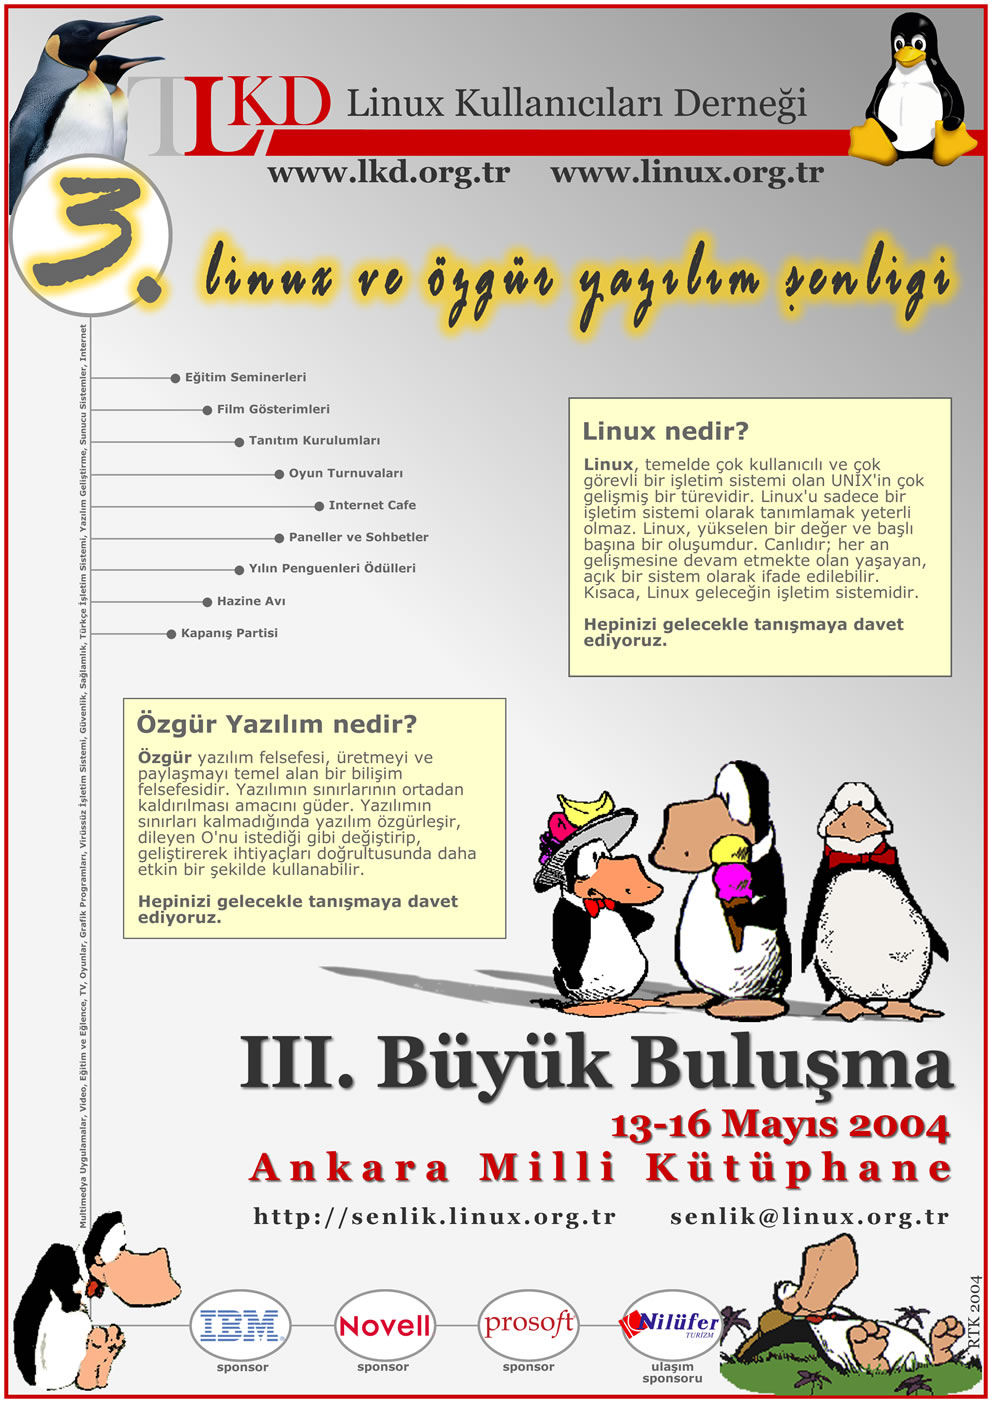 TLKD Linux Kullanıcıları Derneği
www.lkd.org.tr www.linux.org.tr
3. linux ve özgür yazılım şenligi
Multimedya Uygulamalar, Video, Eğitim ve Eğlence, TV, Oyunlar, Grafik Programları, Virüssüz İşletim Sistemi, Güvenlik, Sağlamlık, Türkçe İşletim Sistemi, Yazılım Geliştirme, Sunucu Sistemler, Internet
Eğitim Seminerleri
Film Gösterimleri
Tanıtım Kurulumları
Oyun Turnuvaları
Internet Cafe
Paneller ve Sohbetler
Yılın Penguenleri Ödülleri
Hazine Avı
Kapanış Partisi
Linux nedir?
Linux, temelde çok kullanıcılı ve çok
görevli bir işletim sistemi olan UNIX'in çok
gelişmiş bir türevidir. Linux'u sadece bir
işletim sistemi olarak tanımlamak yeterli
olmaz. Linux, yükselen bir değer ve başlı
başına bir oluşumdur. Canlıdır; her an
gelişmesine devam etmekte olan yaşayan,
açık bir sistem olarak ifade edilebilir.
Kısaca, Linux geleceğin işletim sistemidir.
Hepinizi gelecekle tanışmaya davet
ediyoruz.
Özgür Yazılım nedir?
Özgür yazılım felsefesi, üretmeyi ve
paylaşmayı temel alan bir bilişim
felsefesidir. Yazılımın sınırlarının ortadan
kaldırılması amacını güder. Yazılımın
sınırları kalmadığında yazılım özgürleşir,
dileyen O'nu istediği gibi değiştirip,
geliştirerek ihtiyaçları doğrultusunda daha
etkin bir şekilde kullanabilir.
Hepinizi gelecekle tanışmaya davet
ediyoruz.
III. Büyük Buluşma
13-16 Mayıs 2004
Ankara Milli Kütüphane
http://senlik.linux.org.tr senlik@linux.org.tr
IBM
sponsor
Novell
sponsor
prosoft
sponsor
Nilüfer
TURİZM
ulaşım
sponsoru
RTK 2004